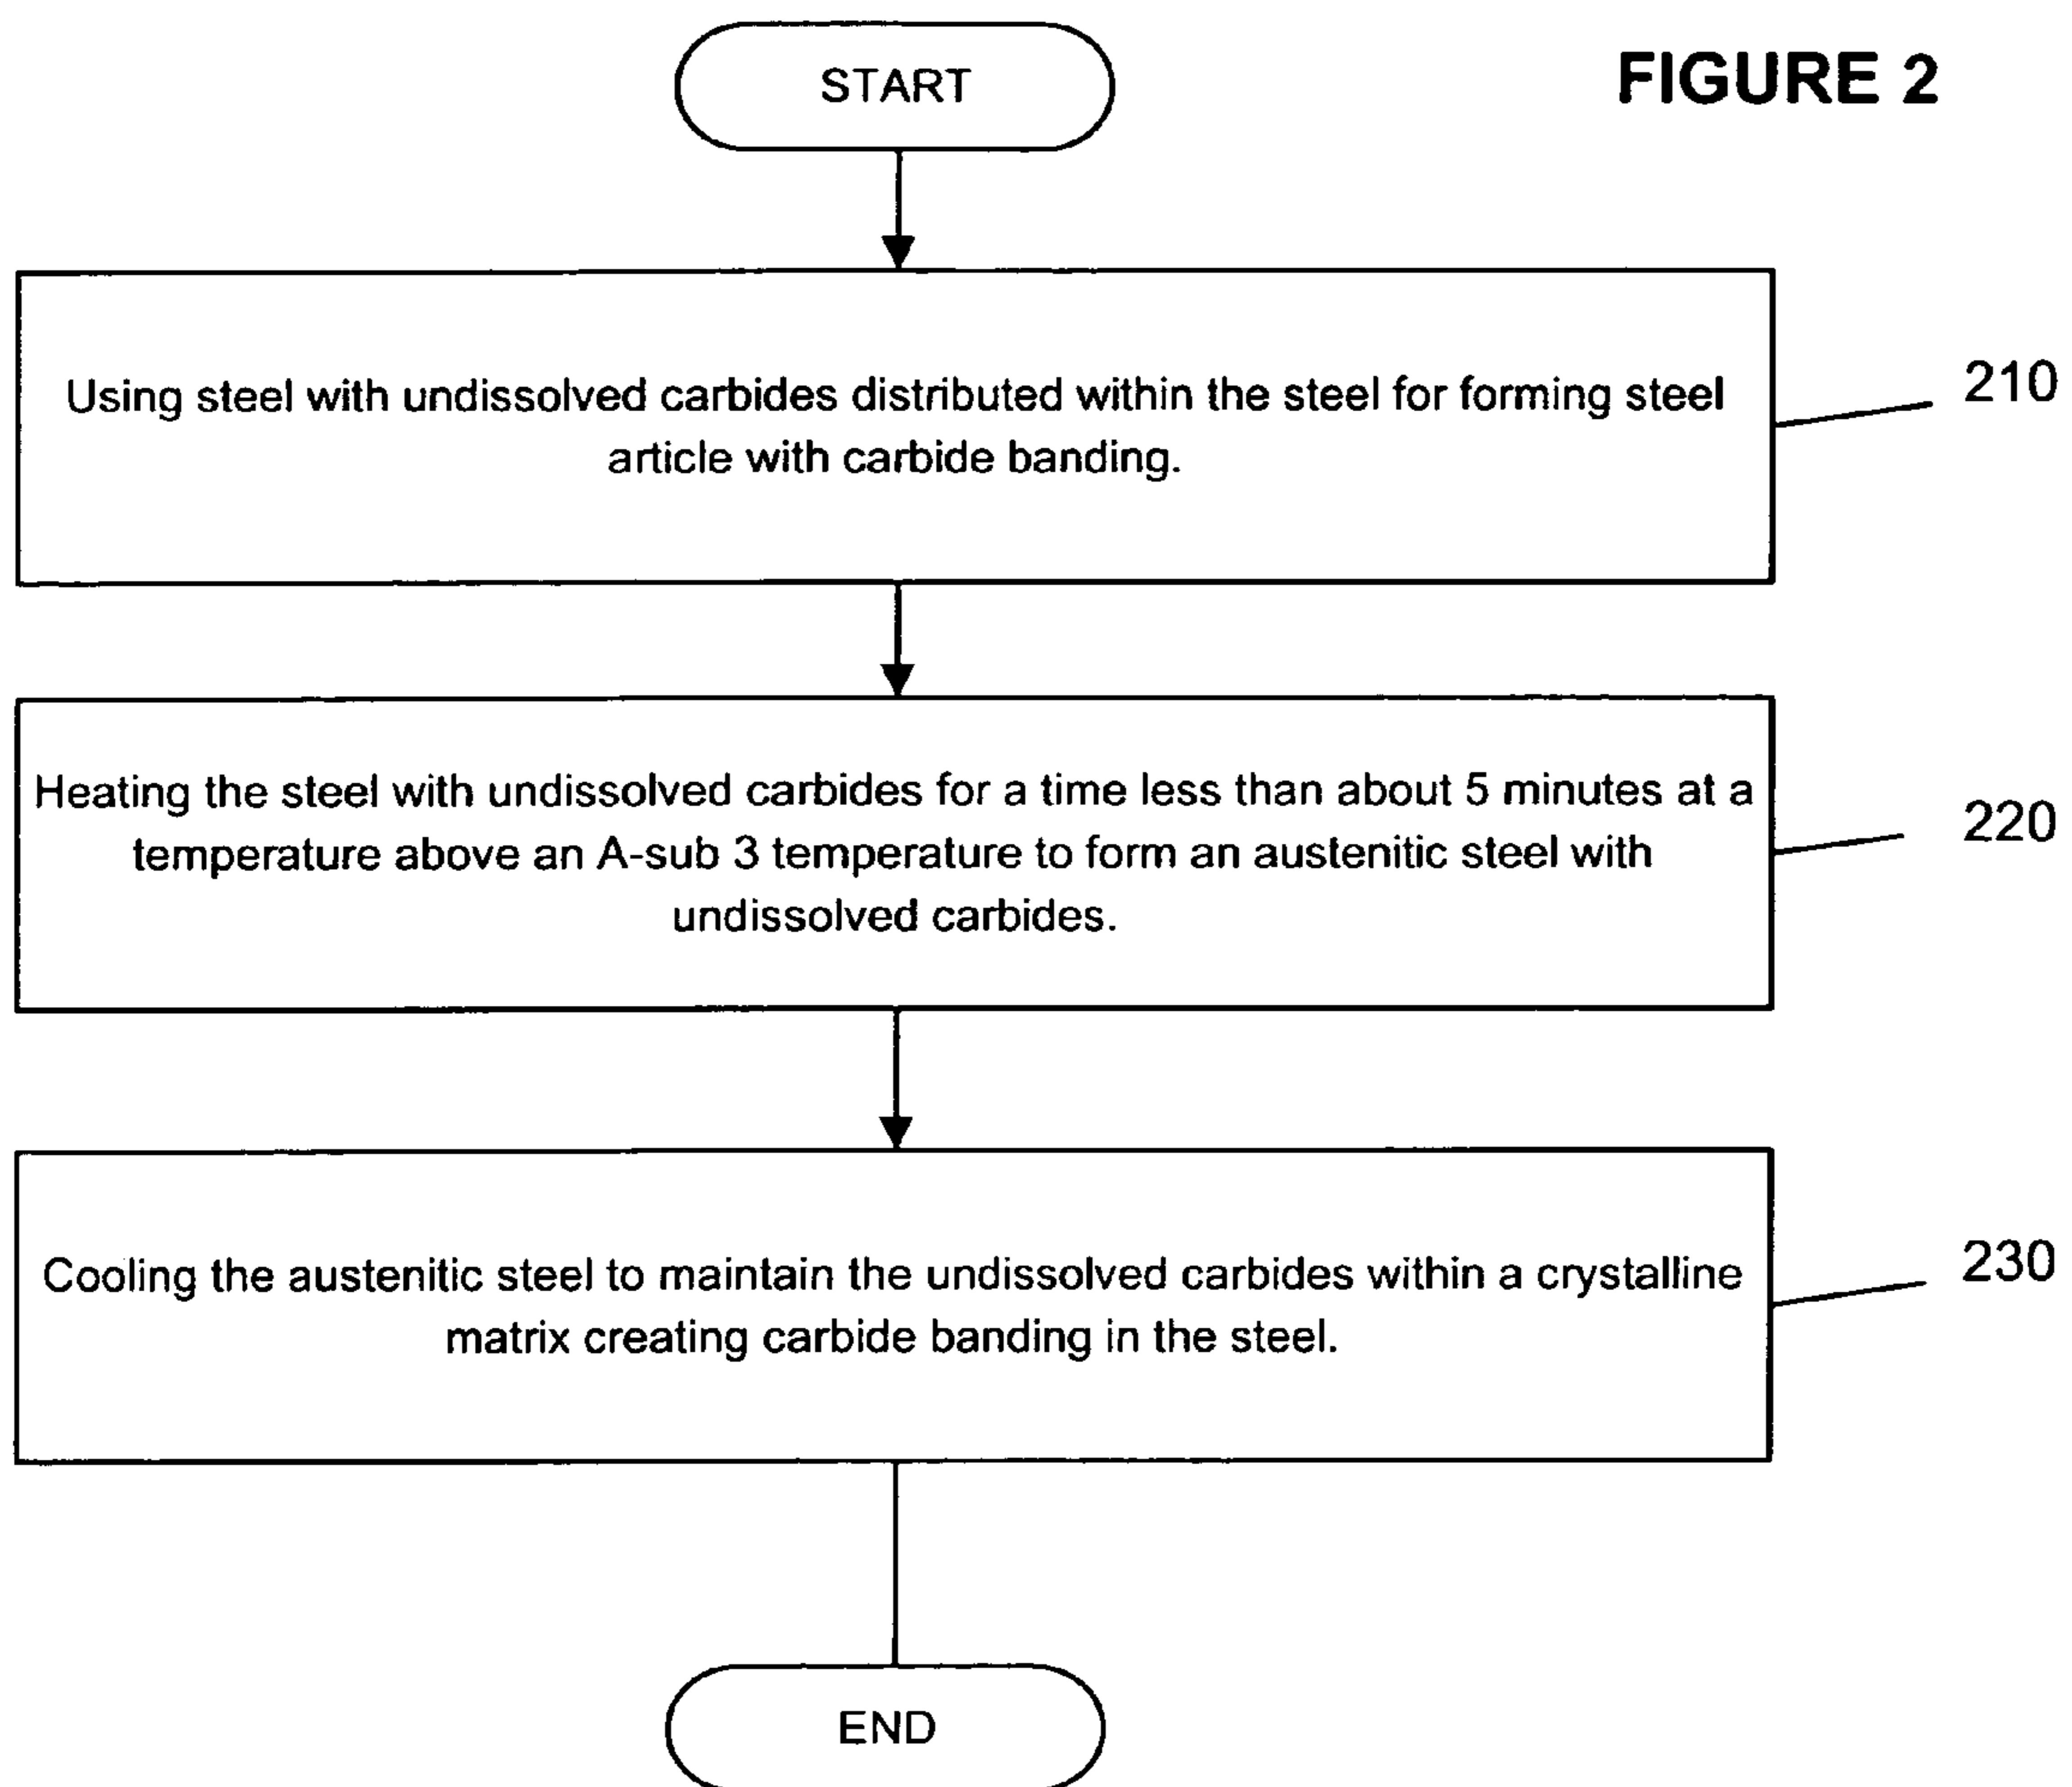 START
FIGURE 2
Using steel with undissolved carbides distributed within the steel for forming steel
article with carbide banding.
210
Heating the steel with undissolved carbides for a time less than about 5 minutes at a
temperature above an A-sub 3 temperature to form an austenitic steel with
undissolved carbides.
220
Cooling the austenitic steel to maintain the undissolved carbides within a crystalline
matrix creating carbide banding in the steel.
230
END